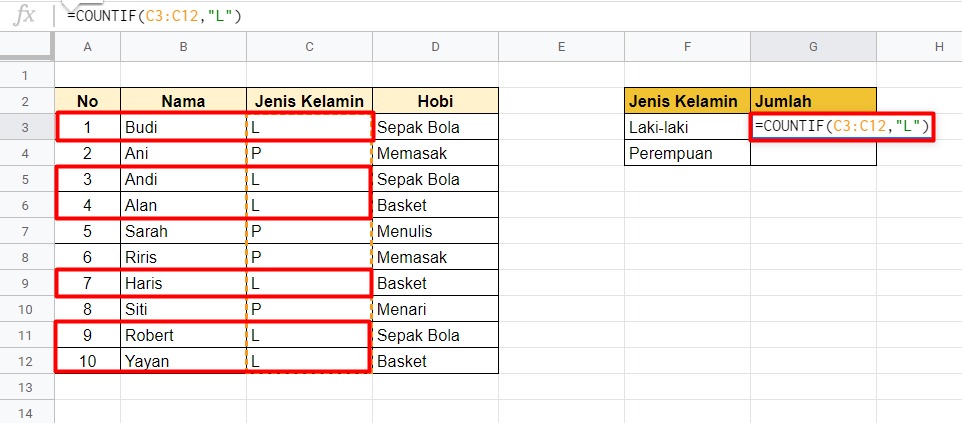 fx =COUNTIF(C3:C12,"L")
A B C D E F G H
1
2 No Nama Jenis Kelamin Hobi Jenis Kelamin Jumlah
3 1 Budi L Sepak Bola Laki-laki =COUNTIF(C3:C12,"L")
4 2 Ani P Memasak Perempuan
5 3 Andi L Sepak Bola
6 4 Alan L Basket
7 5 Sarah P Menulis
8 6 Riris P Memasak
9 7 Haris L Basket
10 8 Siti P Menari
11 9 Robert L Sepak Bola
12 10 Yayan L Basket
13
14